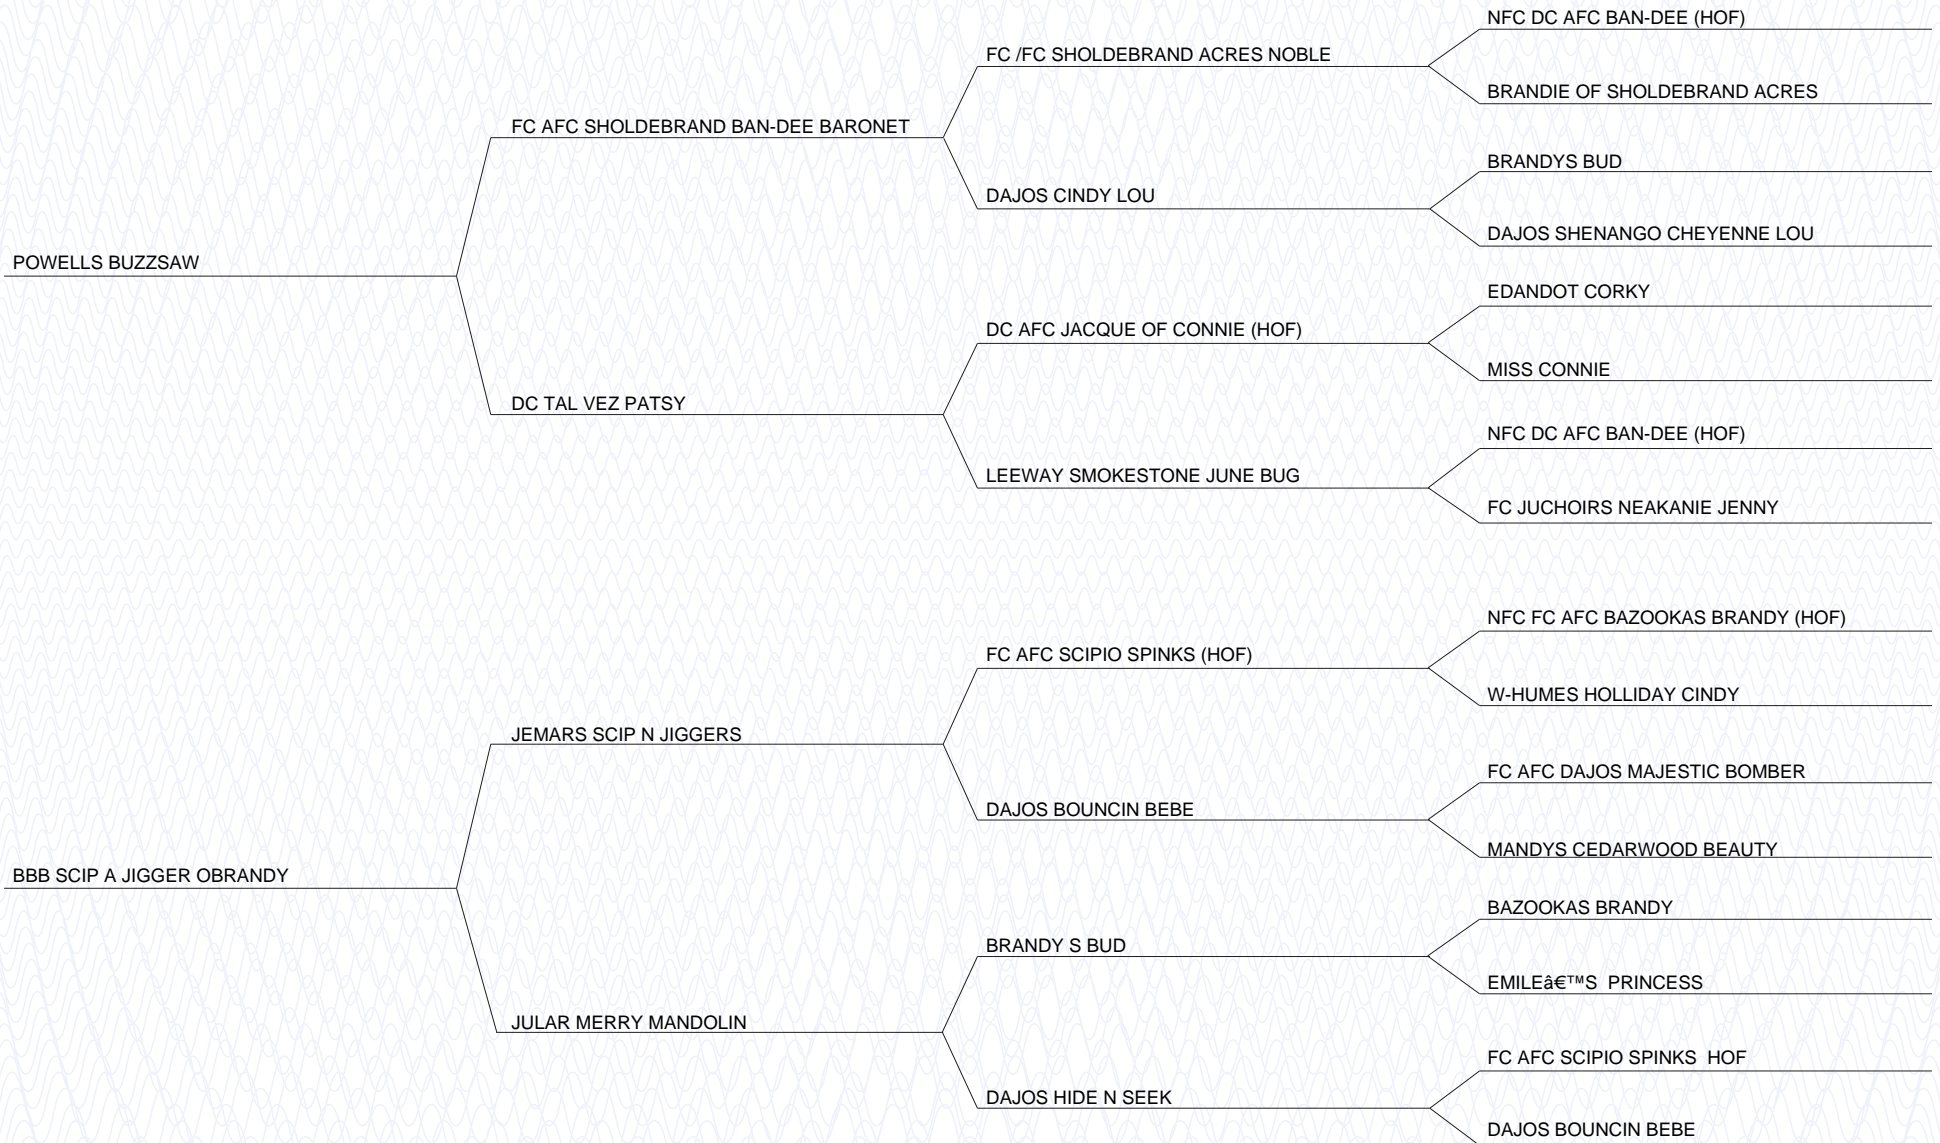 NFC DC AFC BAN-DEE (HOF)
FC /FC SHOLDEBRAND ACRES NOBLE
BRANDIE OF SHOLDEBRAND ACRES
FC AFC SHOLDEBRAND BAN-DEE BARONET
BRANDYS BUD
DAJOS CINDY LOU
DAJOS SHENANGO CHEYENNE LOU
POWELLS BUZZSAW
EDANDOT CORKY
DC AFC JACQUE OF CONNIE (HOF)
MISS CONNIE
DC TAL VEZ PATSY
NFC DC AFC BAN-DEE (HOF)
LEEWAY SMOKESTONE JUNE BUG
FC JUCHOIRS NEAKANIE JENNY
NFC FC AFC BAZOOKAS BRANDY (HOF)
FC AFC SCIPIO SPINKS (HOF)
W-HUMES HOLLIDAY CINDY
JEMARS SCIP N JIGGERS
FC AFC DAJOS MAJESTIC BOMBER
DAJOS BOUNCIN BEBE
MANDYS CEDARWOOD BEAUTY
BBB SCIP A JIGGER OBRANDY
BAZOOKAS BRANDY
BRANDY S BUD
EMILEâ€™S  PRINCESS
JULAR MERRY MANDOLIN
FC AFC SCIPIO SPINKS  HOF
DAJOS HIDE N SEEK
DAJOS BOUNCIN BEBE